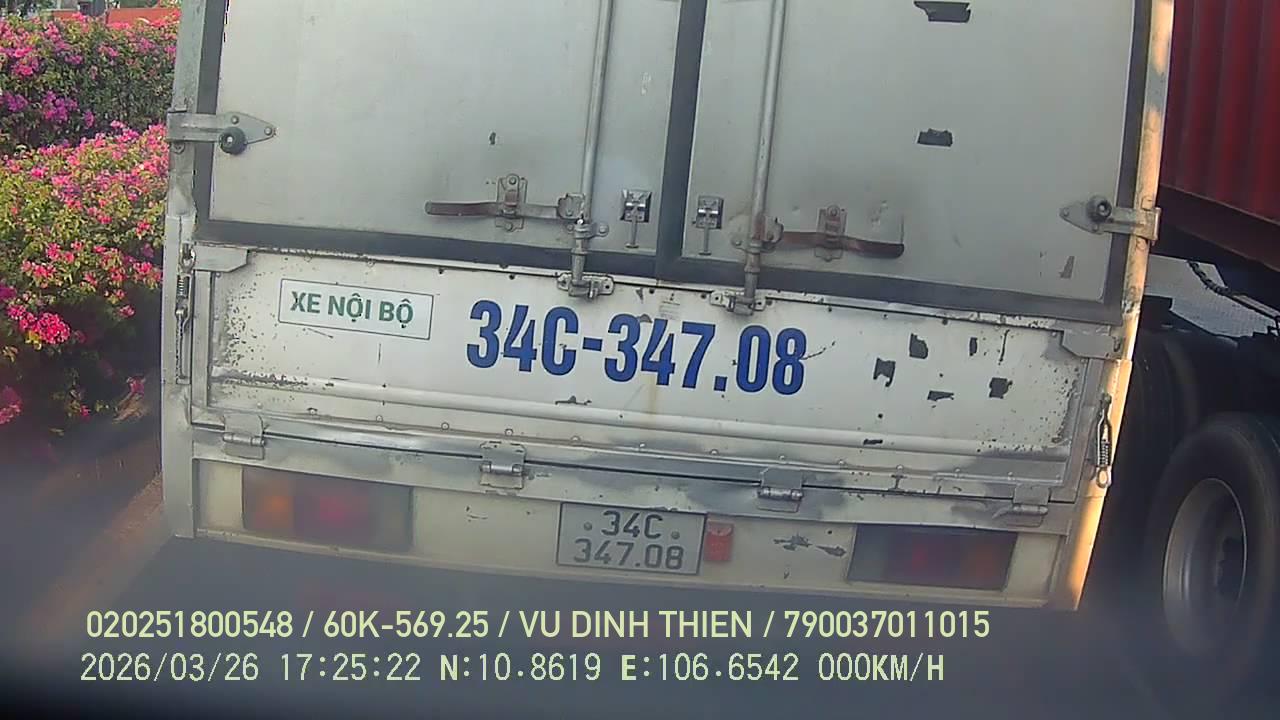 XE NỘI BỘ
34C-347.08
34C
347.08
020251800548 / 60K-569.25 / VU DINH THIEN / 790037011015
2026/03/26 17:25:22 N:10.8619 E:106.6542 000KM/H